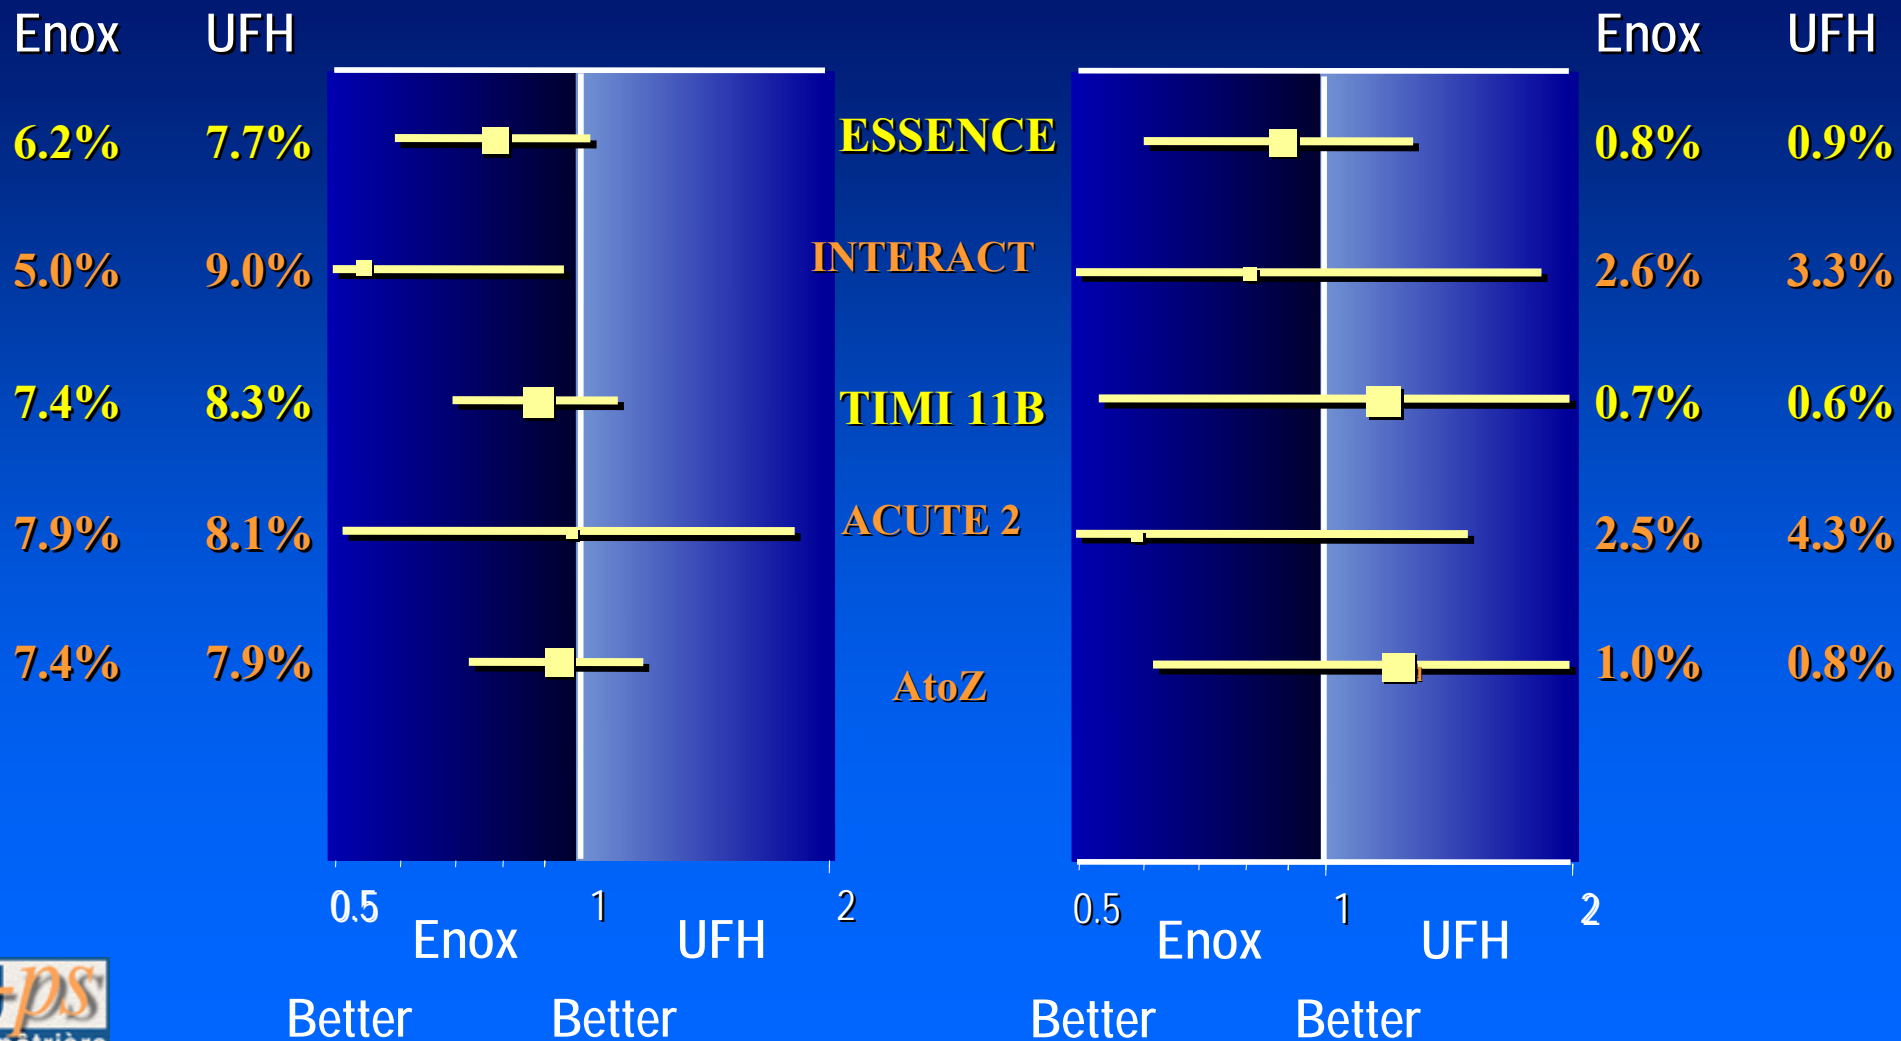 Enox UFH Enox UFH
6.2% 7.7% ESSENCE 0.8% 0.9%
5.0% 9.0% INTERACT 2.6% 3.3%
7.4% 8.3% TIMI 11B 0.7% 0.6%
7.9% 8.1% ACUTE 2 2.5% 4.3%
7.4% 7.9% AtoZ 1.0% 0.8%
0.5 1 2 0.5 1 2
Enox UFH Enox UFH
Better Better Better Better
ps